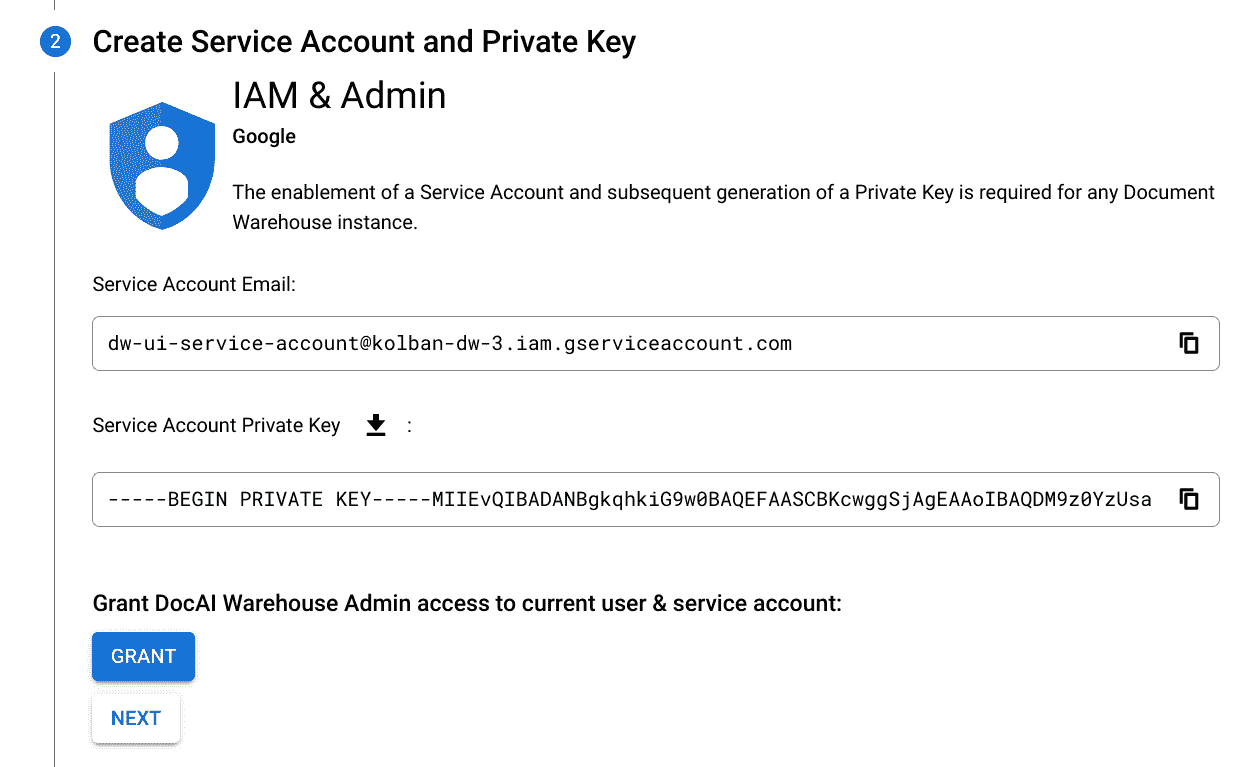 2 Create Service Account and Private Key
IAM & Admin
Google
The enablement of a Service Account and subsequent generation of a Private Key is required for any Document
Warehouse instance.
Service Account Email:
dw-ui-service-account@kolban-dw-3.iam.gserviceaccount.com
Service Account Private Key :
-----BEGIN PRIVATE KEY-----MIIEvQIBADANBgkqhkiG9w0BAQEFAASCBKcwggSjAgEAAoIBAQDM9z0YzUsa
Grant DocAI Warehouse Admin access to current user & service account:
GRANT
NEXT